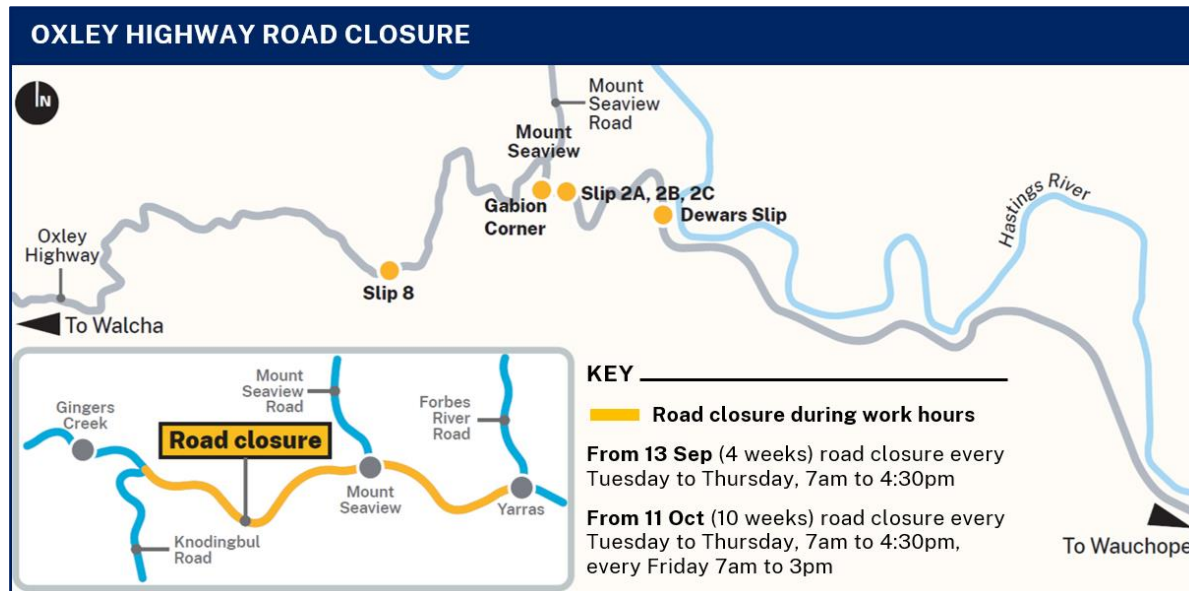 OXLEY HIGHWAY ROAD CLOSURE
N
Mount
Seaview
Road
Mount
Seaview
Gabion
Corner
Slip 2A, 2B, 2C
Dewars Slip
Hastings River
Oxley
Highway
Slip 8
To Walcha
To Wauchope
Gingers
Creek
Road closure
Mount
Seaview
Road
Forbes
River
Road
Mount
Seaview
Yarras
Knodingbul
Road
KEY
Road closure during work hours
From 13 Sep (4 weeks) road closure every
Tuesday to Thursday, 7am to 4:30pm
From 11 Oct (10 weeks) road closure every
Tuesday to Thursday, 7am to 4:30pm,
every Friday 7am to 3pm